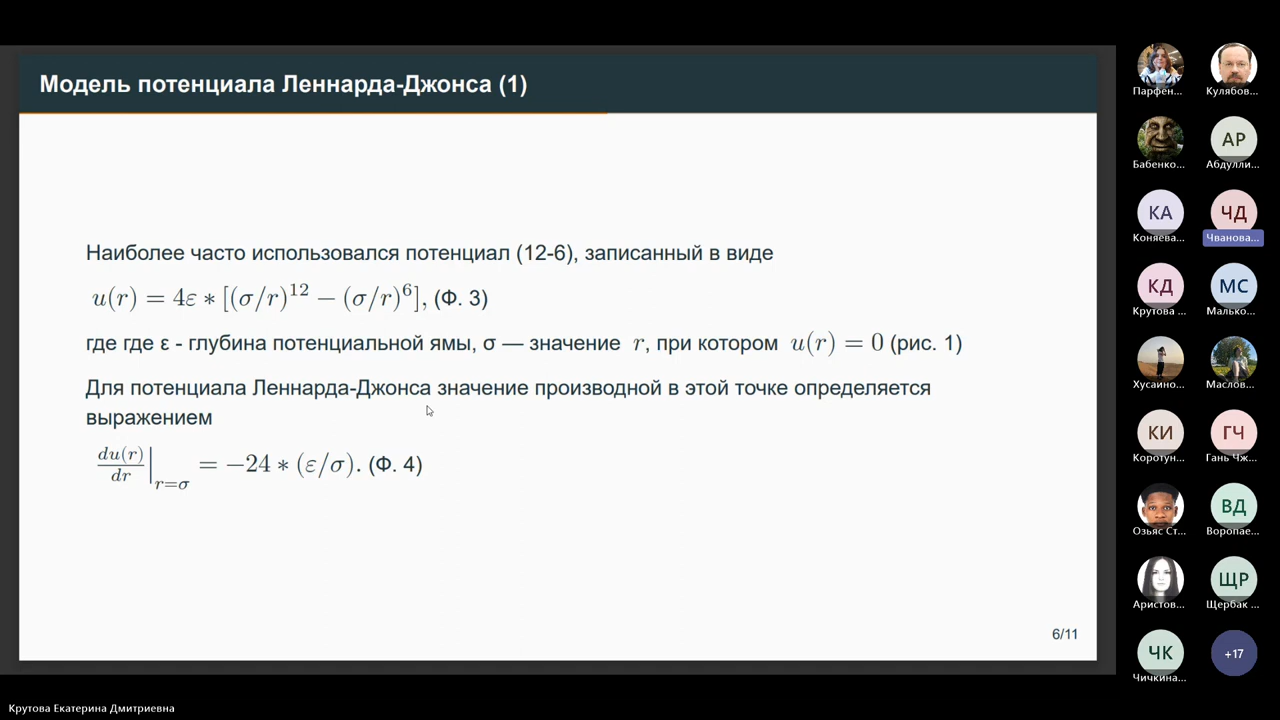 Модель потенциала Леннарда-Джонса (1)
Наиболее часто использовался потенциал (12-6), записанный в виде
u(r) = 4ε ∗ [(σ/r)^12 − (σ/r)^6], (Ф. 3)
где где ε - глубина потенциальной ямы, σ — значение r, при котором u(r) = 0 (рис. 1)
Для потенциала Леннарда-Джонса значение производной в этой точке определяется
выражением
du(r)/dr|r=σ = −24 ∗ (ε/σ). (Ф. 4)
6/11
Парфен...
Кулябов...
Бабенко...
АР
Абдулли...
КА
Коняева...
ЧД
Чванова...
КД
Крутова ...
МС
Малько...
Хусаино...
Маслов...
КИ
Коротун...
ГЧ
Гань Чж...
Озьяс Ст...
ВД
Воропае...
Аристов...
ЩР
Щербак ...
ЧК
Чичкина...
+17
Крутова Екатерина Дмитриевна